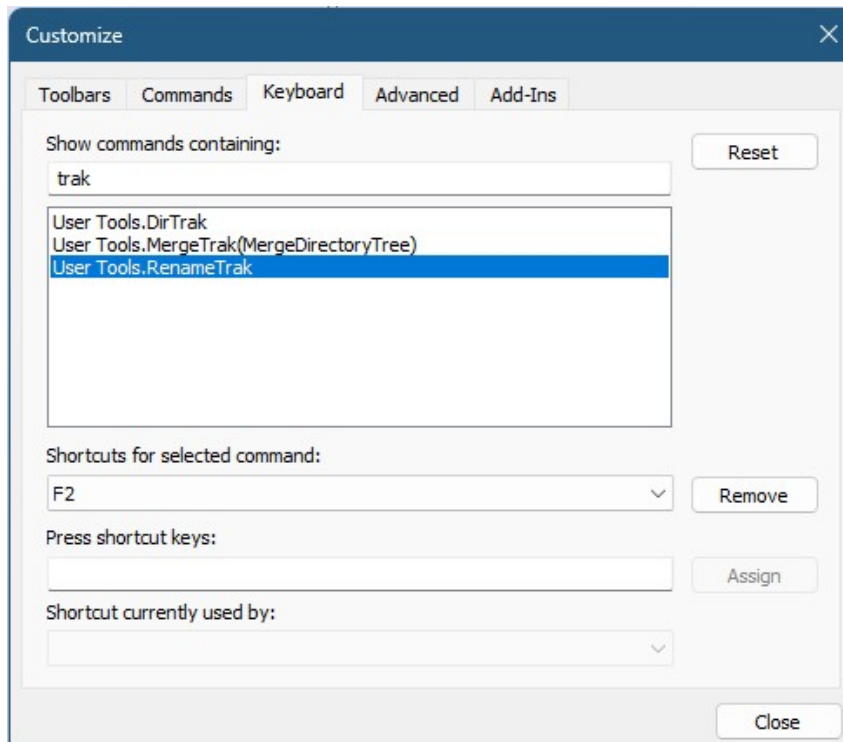 Customize
Toolbars Commands Keyboard Advanced Add-Ins
Show commands containing:
Reset
trak
User Tools.DirTrak
User Tools.MergeTrak(MergeDirectoryTree)
User Tools.RenameTrak
Shortcuts for selected command:
F2
Remove
Press shortcut keys:
Assign
Shortcut currently used by:
Close